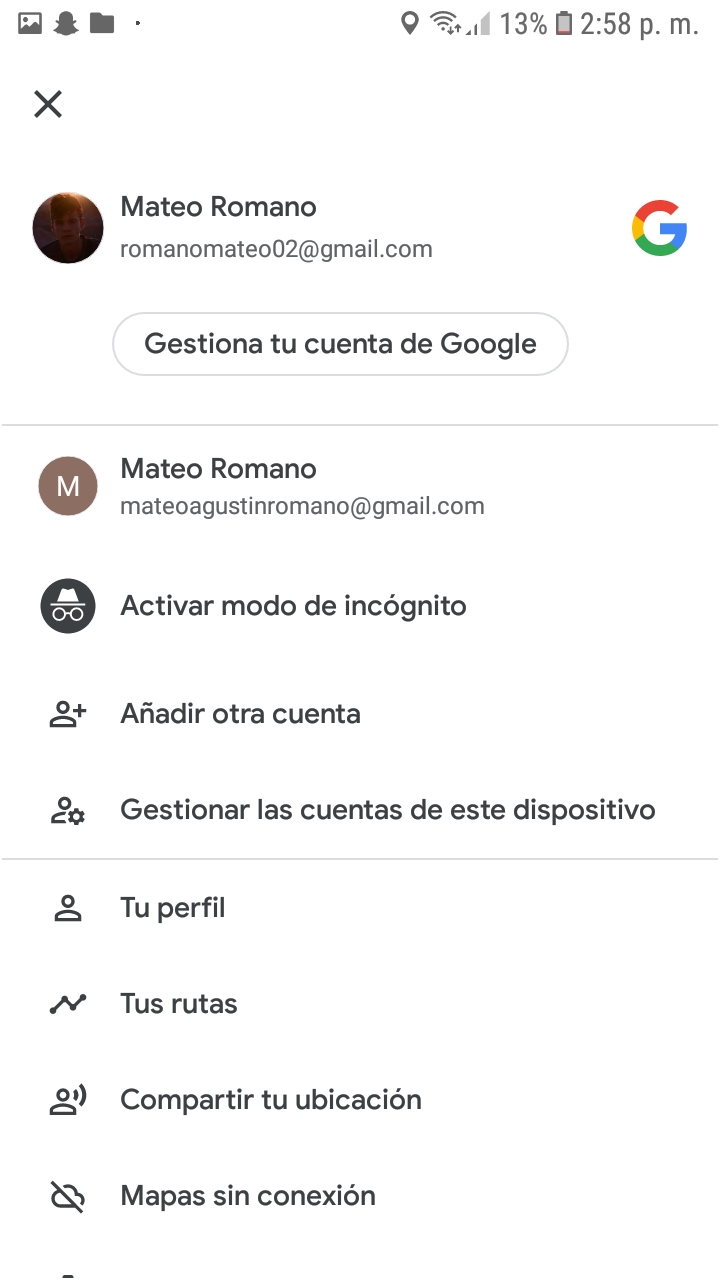 13% 2:58 p. m.
Mateo Romano
romanomateo02@gmail.com
Gestiona tu cuenta de Google
Mateo Romano
M
mateoagustinromano@gmail.com
Activar modo de incógnito
Añadir otra cuenta
Gestionar las cuentas de este dispositivo
Tu perfil
Tus rutas
Compartir tu ubicación
Mapas sin conexión